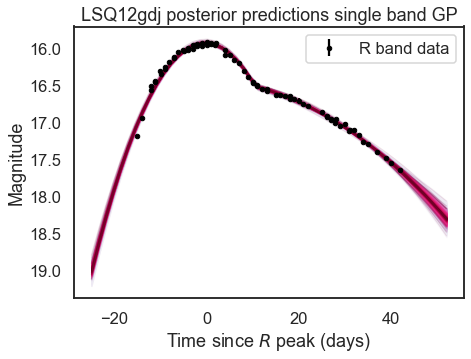 LSQ12gdj posterior predictions single band GP
R band data
16.0
16.5
17.0
17.5
18.0
18.5
19.0
Magnitude
−20 0 20 40
Time since R peak (days)